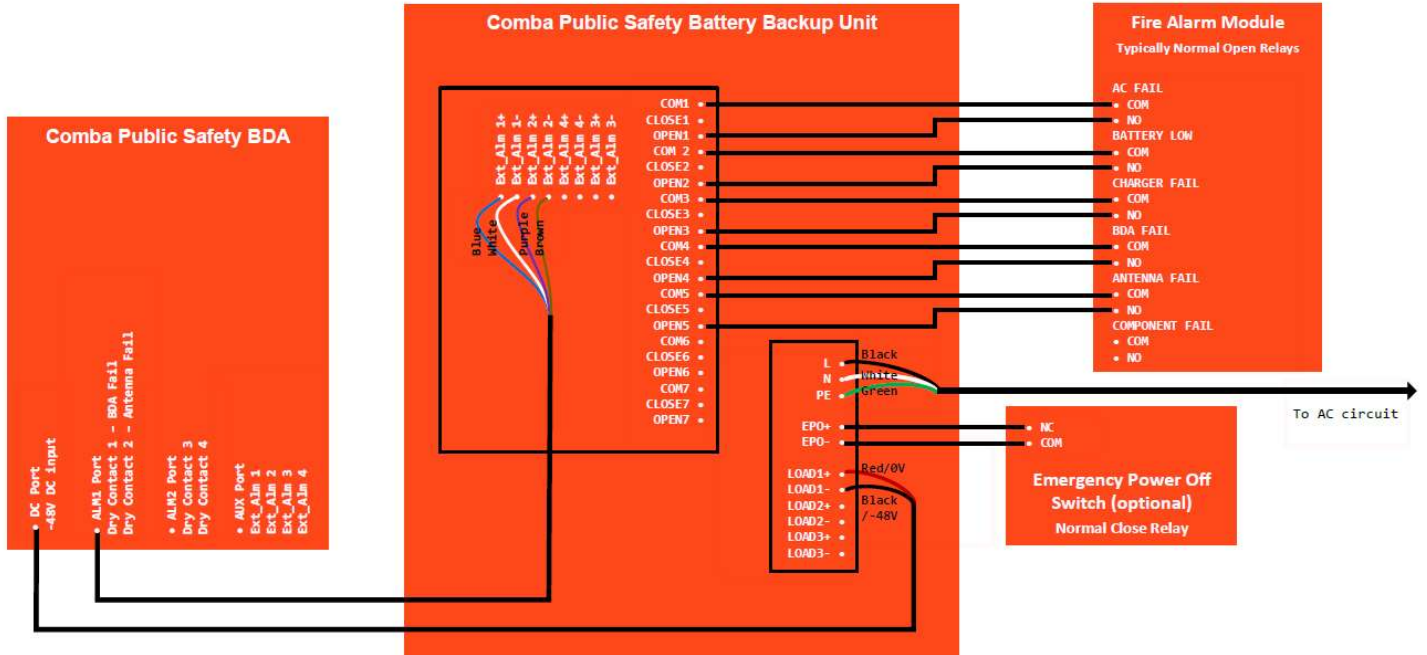 Comba Public Safety Battery Backup Unit
Fire Alarm Module
Typically Normal Open Relays
Comba Public Safety BDA
DC Port
-48V DC input
ALM1 Port
Dry Contact 1 - BDA Fail
Dry Contact 2 - Antenna Fail
ALM2 Port
Dry Contact 3
Dry Contact 4
AUX Port
Ext_Alm 1
Ext_Alm 2
Ext_Alm 3
Ext_Alm 4
Ext_Alm 1+
Ext_Alm 1-
Ext_Alm 2+
Ext_Alm 2-
Ext_Alm 4+
Ext_Alm 4-
Ext_Alm 3+
Ext_Alm 3-
Blue
White
Purple
Brown
COM1
CLOSE1
OPEN1
COM 2
CLOSE2
OPEN2
COM3
CLOSE3
OPEN3
COM4
CLOSE4
OPEN4
COM5
CLOSE5
OPEN5
COM6
CLOSE6
OPEN6
COM7
CLOSE7
OPEN7
L
N
PE
Black
White
Green
EPO+
EPO-
LOAD1+
LOAD1-
LOAD2+
LOAD2-
LOAD3+
LOAD3-
Red/0V
Black
/-48V
AC FAIL
COM
NO
BATTERY LOW
COM
NO
CHARGER FAIL
COM
NO
BDA FAIL
COM
NO
ANTENNA FAIL
COM
NO
COMPONENT FAIL
COM
NO
To AC circuit
NC
COM
Emergency Power Off
Switch (optional)
Normal Close Relay